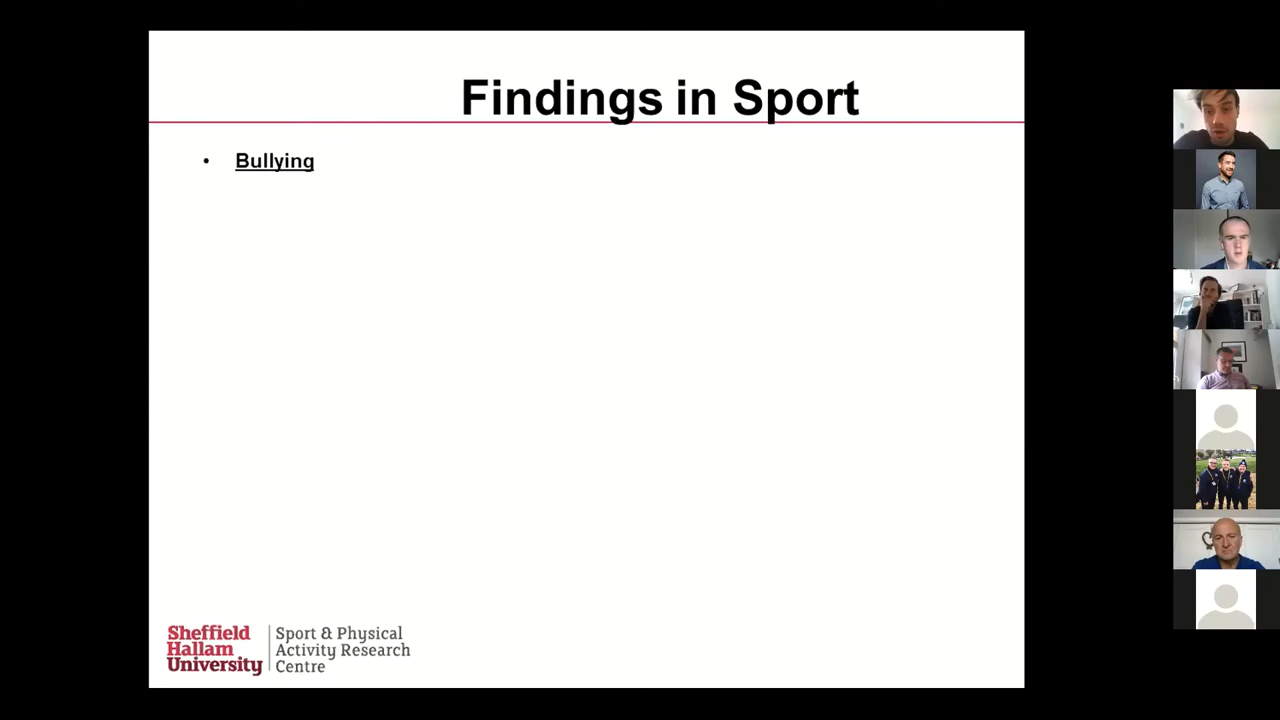 Findings in Sport
• Bullying
Sheffield
Hallam
University
Sport & Physical
Activity Research
Centre